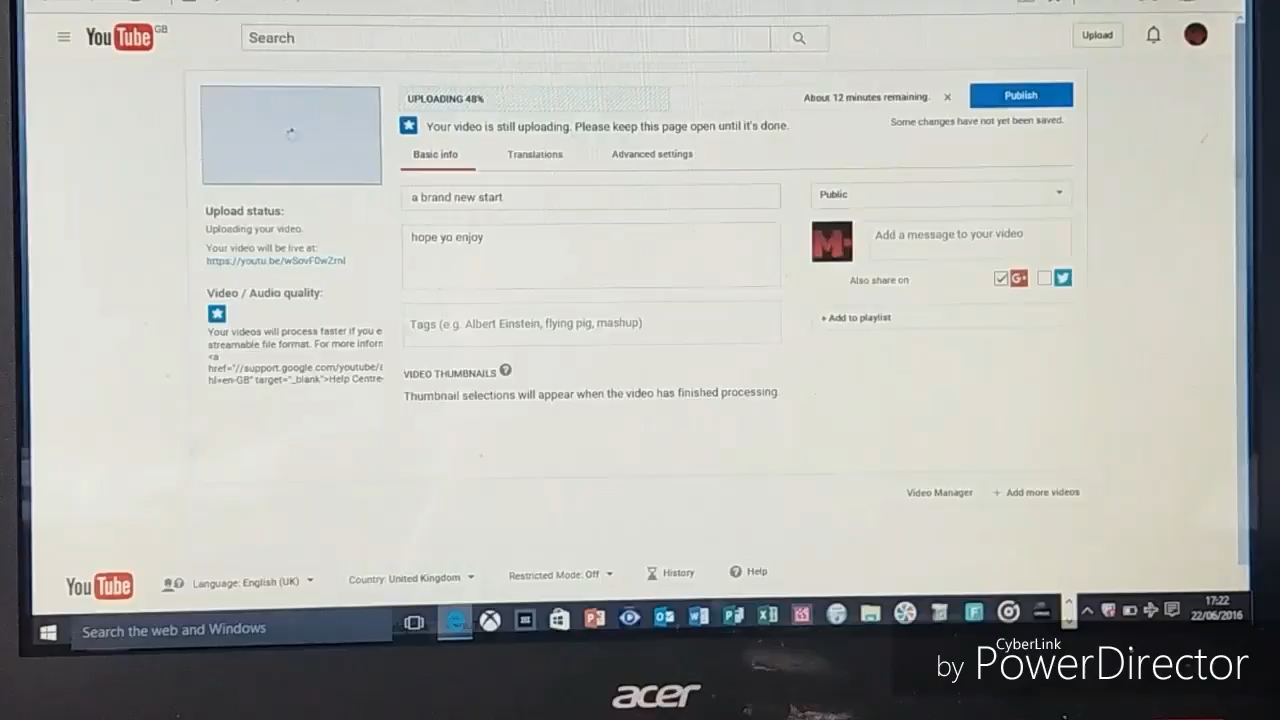 YouTube GB
Search
Upload
UPLOADING 48%
About 12 minutes remaining.
Publish
Your video is still uploading. Please keep this page open until it's done.
Some changes have not yet been saved.
Basic info
Translations
Advanced settings
a brand new start
Public
hope yo enjoy
M
Add a message to your video
Upload status:
Uploading your video.
Your video will be live at:
Also share on
G+
Video / Audio quality:
Tags (e.g. Albert Einstein, flying pig, mashup)
+ Add to playlist
Your videos will process faster if you e
streamable file format. For more inform
<a
href="//support.google.com/youtube/
hl=en-GB" target="_blank">Help Centre
VIDEO THUMBNAILS ?
Thumbnail selections will appear when the video has finished processing.
Video Manager
+ Add more videos
YouTube
Language: English (UK)
Country: United Kingdom
Restricted Mode: Off
History
Help
Search the web and Windows
17:22
22/06/2016
CyberLink
by PowerDirector
acer